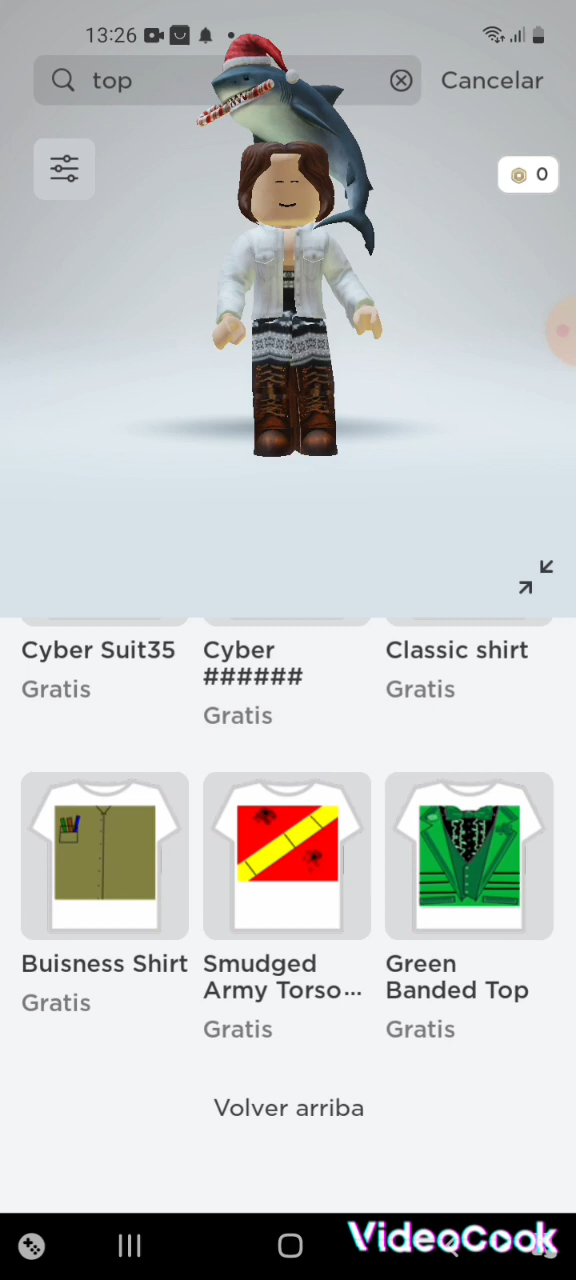 13:26
top
Cancelar
0
Cyber Suit35
Cyber
######
Classic shirt
Gratis
Gratis
Gratis
Buisness Shirt
Smudged
Army Torso...
Green
Banded Top
Gratis
Gratis
Gratis
Volver arriba
VideoCook